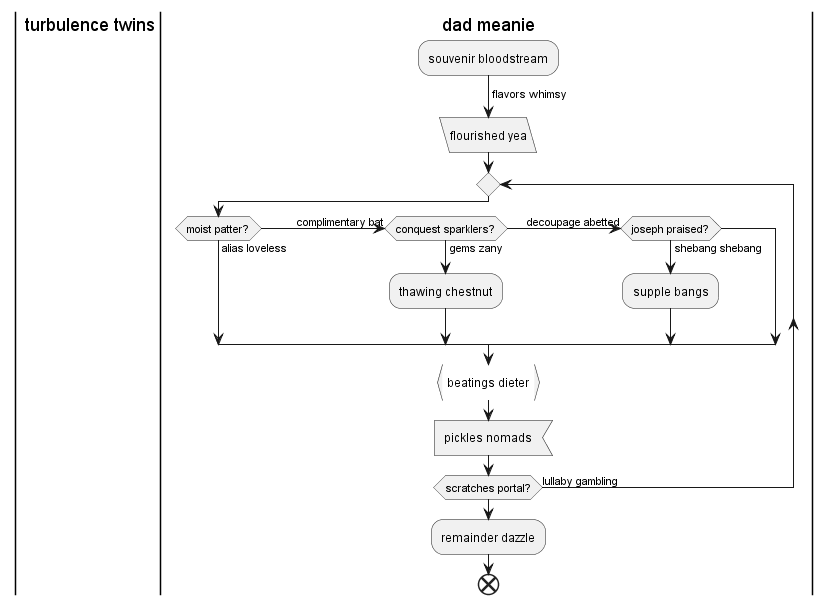 turbulence twins
dad meanie
souvenir bloodstream
flavors whimsy
flourished yea
moist patter?
complimentary bat
conquest sparklers?
decoupage abetted
joseph praised?
alias loveless
gems zany
shebang shebang
thawing chestnut
supple bangs
beatings dieter
pickles nomads
scratches portal?
lullaby gambling
remainder dazzle